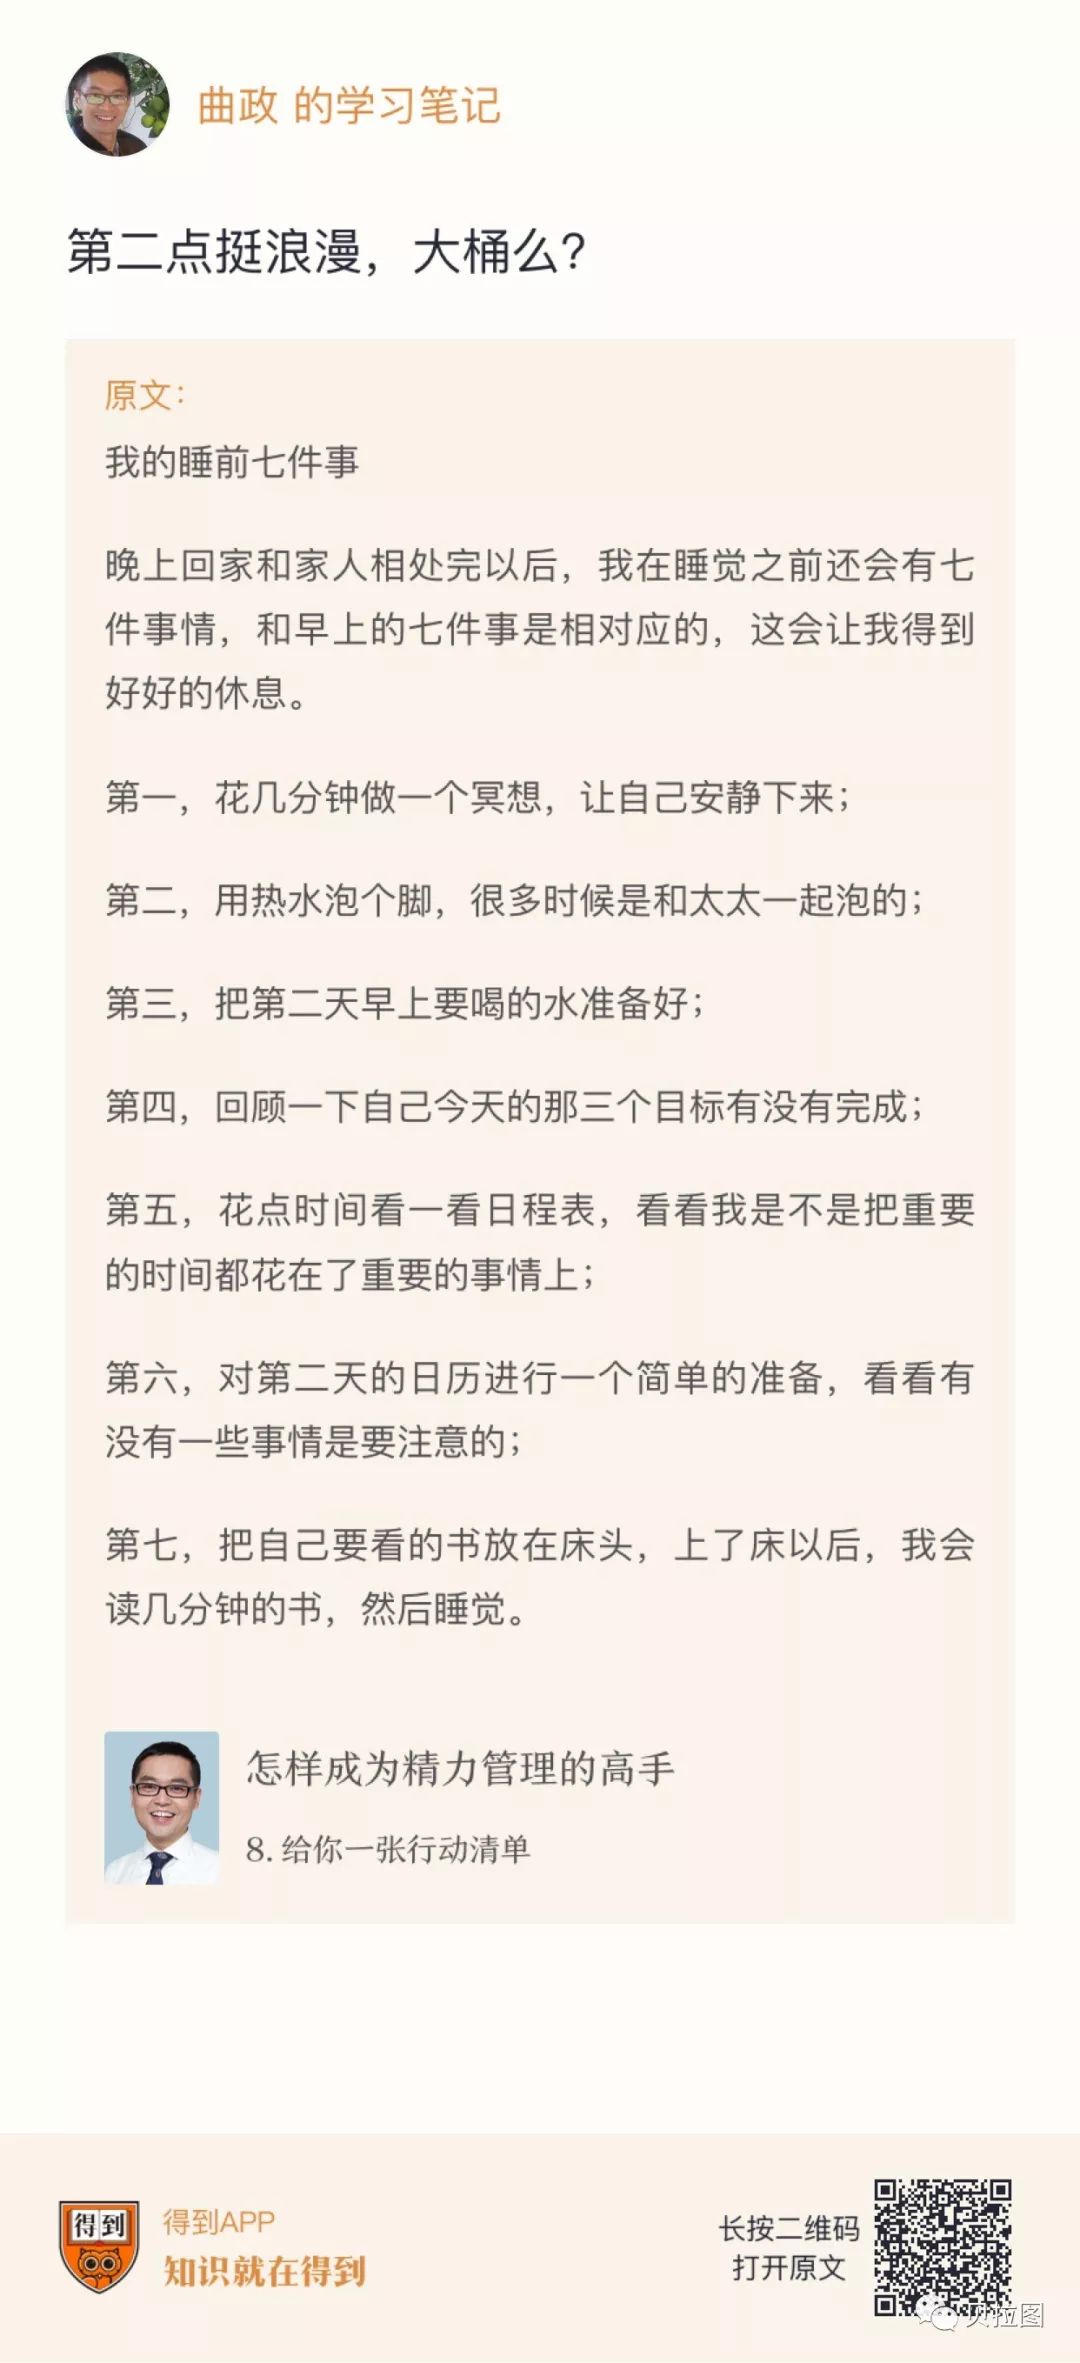 曲政 的学习笔记
第二点挺浪漫，大桶么？
原文：
我的睡前七件事
晚上回家和家人相处完以后，我在睡觉之前还会有七
件事情，和早上的七件事是相对应的，这会让我得到
好好的休息。
第一，花几分钟做一个冥想，让自己安静下来；
第二，用热水泡个脚，很多时候是和太太一起泡的；
第三，把第二天早上要喝的水准备好；
第四，回顾一下自己今天的那三个目标有没有完成；
第五，花点时间看一看日程表，看看我是不是把重要
的时间都花在了重要的事情上；
第六，对第二天的日历进行一个简单的准备，看看有
没有一些事情是要注意的；
第七，把自己要看的书放在床头，上了床以后，我会
读几分钟的书，然后睡觉。
怎样成为精力管理的高手
8. 给你一张行动清单
得到
得到APP
知识就在得到
长按二维码
打开原文
贝拉图